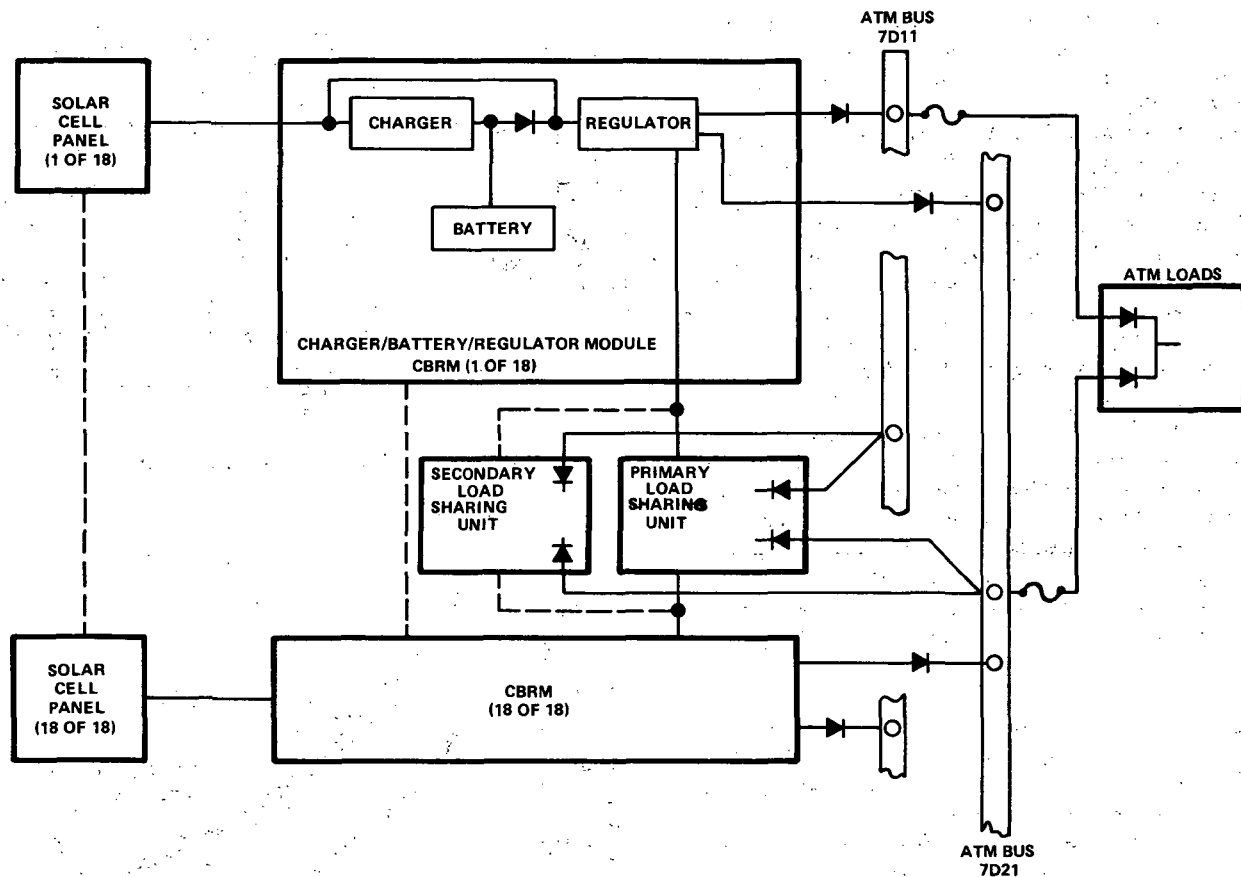 ATM BUS
7D11
SOLAR
CELL
PANEL
(1 OF 18)
CHARGER
REGULATOR
BATTERY
ATM LOADS
CHARGER/BATTERY/REGULATOR MODULE
CBRM (1 OF 18)
SECONDARY
LOAD
SHARING
UNIT
PRIMARY
LOAD
SHARING
UNIT
SOLAR
CELL
PANEL
(18 OF 18)
CBRM
(18 OF 18)
ATM BUS
7D21